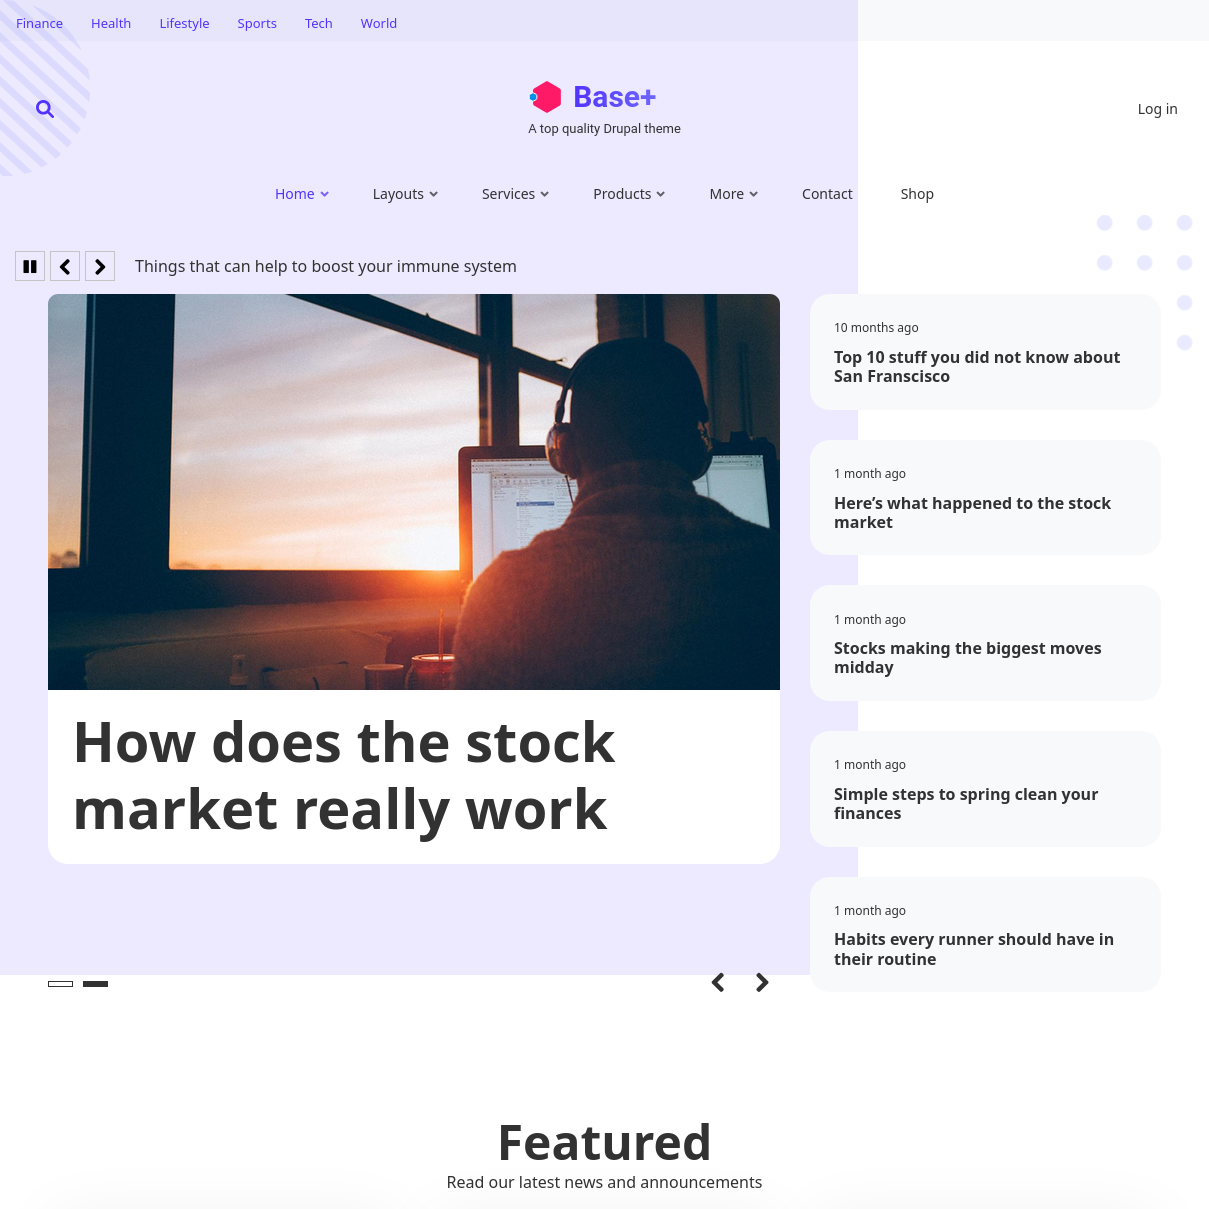 Finance Health Lifestyle Sports Tech World
Base+
A top quality Drupal theme
Log in
Home Layouts Services Products More Contact Shop
Things that can help to boost your immune system
10 months ago
Top 10 stuff you did not know about
San Franscisco
1 month ago
Here’s what happened to the stock
market
1 month ago
Stocks making the biggest moves
midday
1 month ago
Simple steps to spring clean your
finances
1 month ago
Habits every runner should have in
their routine
How does the stock
market really work
Featured
Read our latest news and announcements